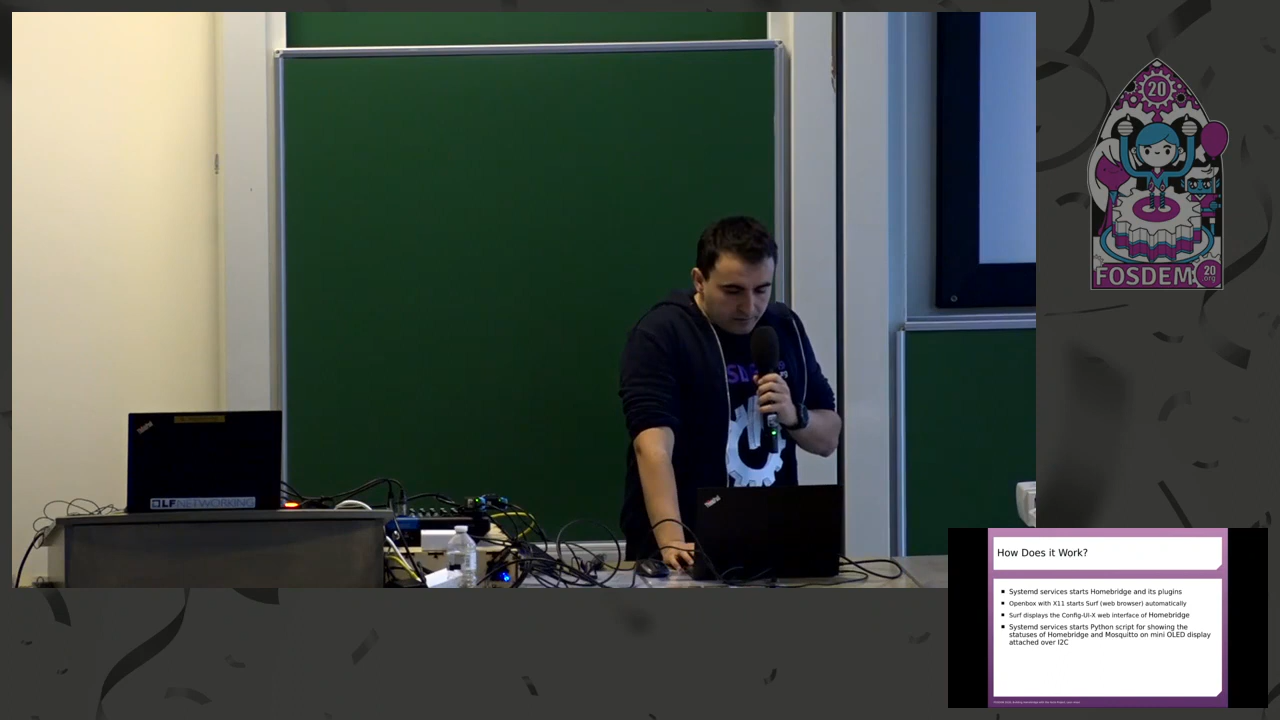 20
FOSDEM 20
.org
LF NETWORKING
ThinkPad
How Does it Work?
Systemd services starts Homebridge and its plugins
Openbox with X11 starts Surf (web browser) automatically
Surf displays the Config-UI-X web interface of Homebridge
Systemd services starts Python script for showing the
statuses of Homebridge and Mosquitto on mini OLED display
attached over I2C